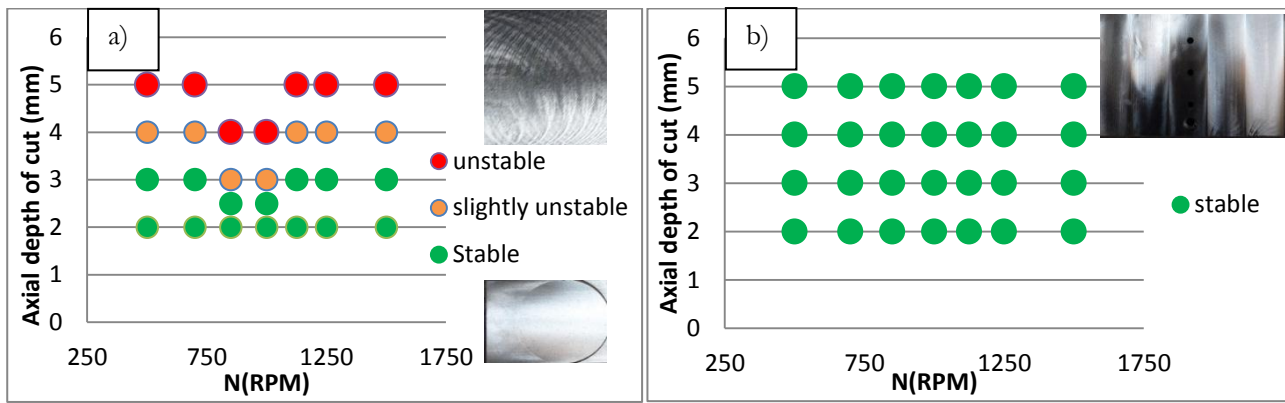 a)
Axial depth of cut (mm)
6
5
4
3
2
1
0
250 750 1250 1750
N(RPM)
unstable
slightly unstable
Stable
b)
Axial depth of cut (mm)
6
5
4
3
2
1
0
250 750 1250 1750
N(RPM)
stable